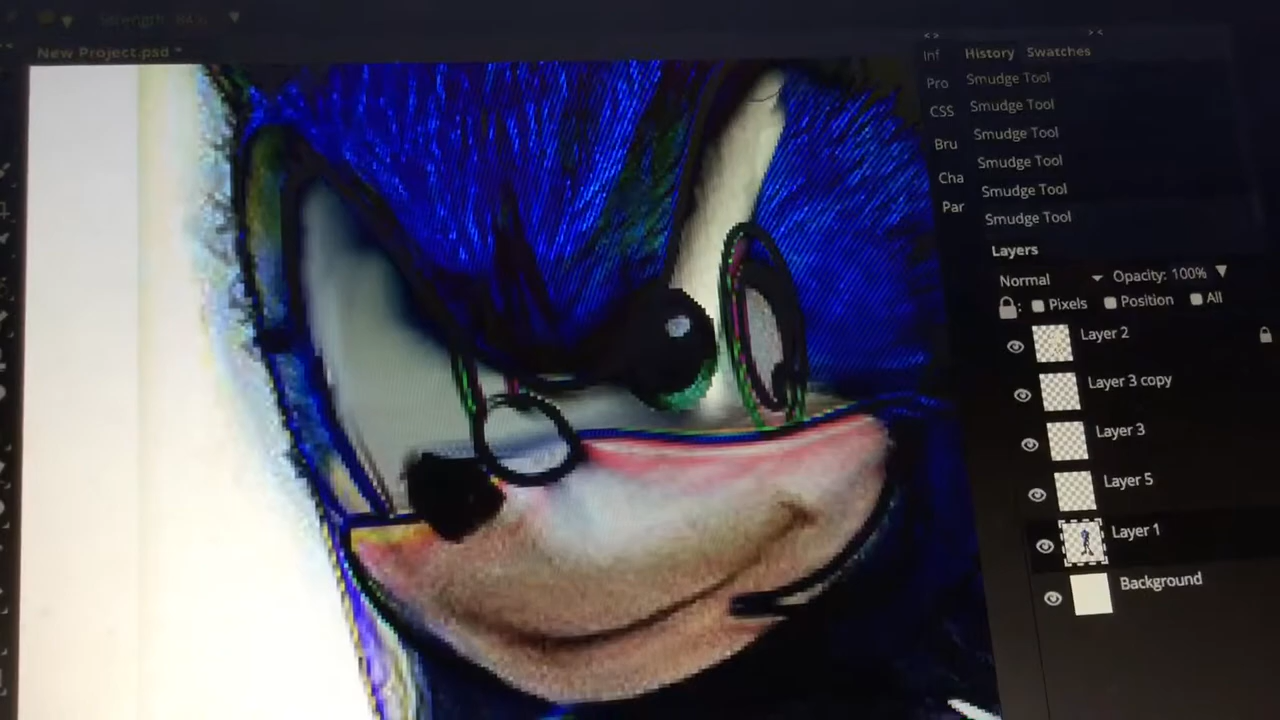 Strength: 84%
New Project.psd *
Inf
History Swatches
Pro
Smudge Tool
CSS
Smudge Tool
Bru
Smudge Tool
Cha
Smudge Tool
Par
Smudge Tool
Smudge Tool
Layers
Normal Opacity: 100%
: Pixels Position All
Layer 2
Layer 3 copy
Layer 3
Layer 5
Layer 1
Background